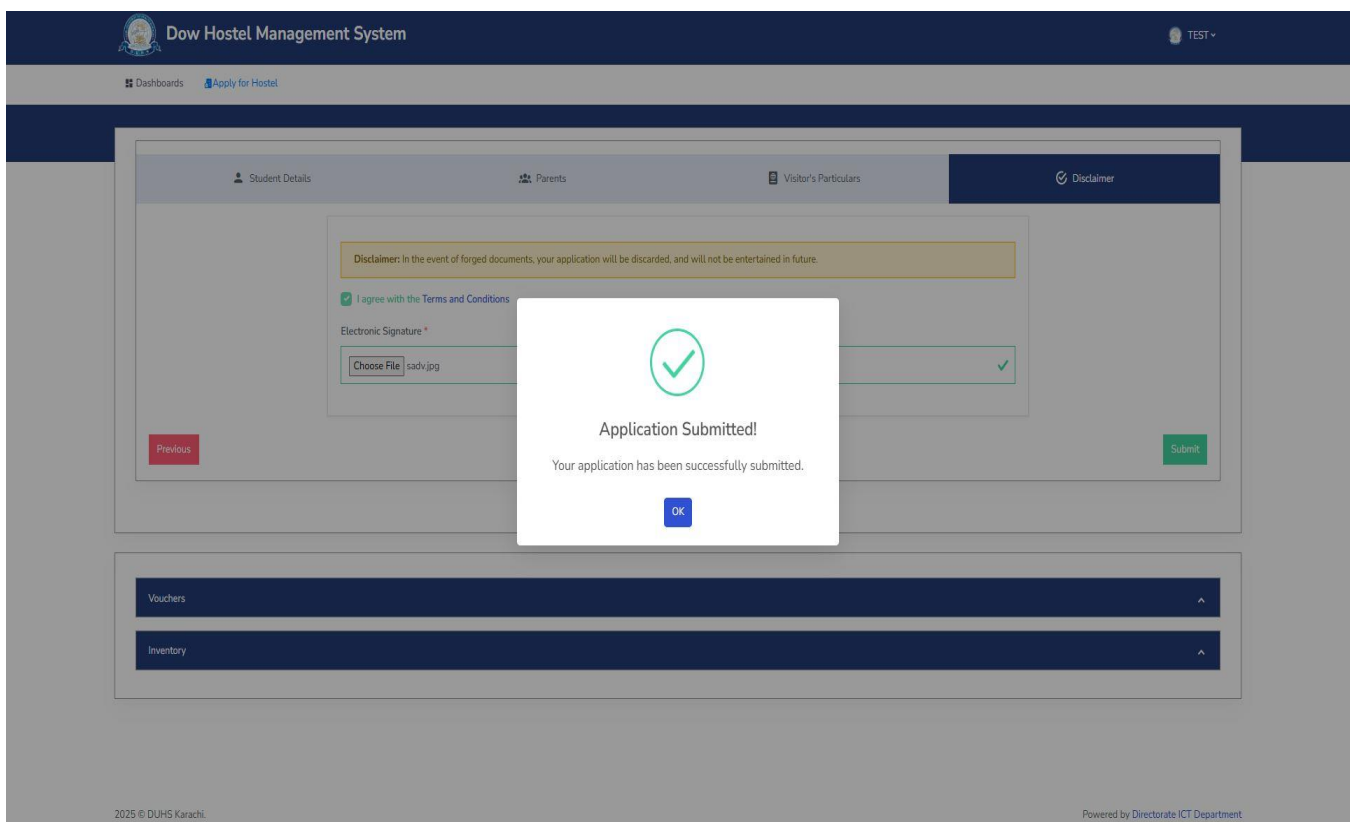 Dow Hostel Management System
TEST
Dashboards Apply for Hostel
Student Details Parents Visitor's Particulars Disclaimer
Disclaimer: In the event of forged documents, your application will be discarded, and will not be entertained in future.
I agree with the Terms and Conditions
Electronic Signature *
Choose File sadv.jpg
Application Submitted!
Your application has been successfully submitted.
OK
Previous
Submit
Vouchers
Inventory
2025 © DUHS Karachi.
Powered by Directorate ICT Department